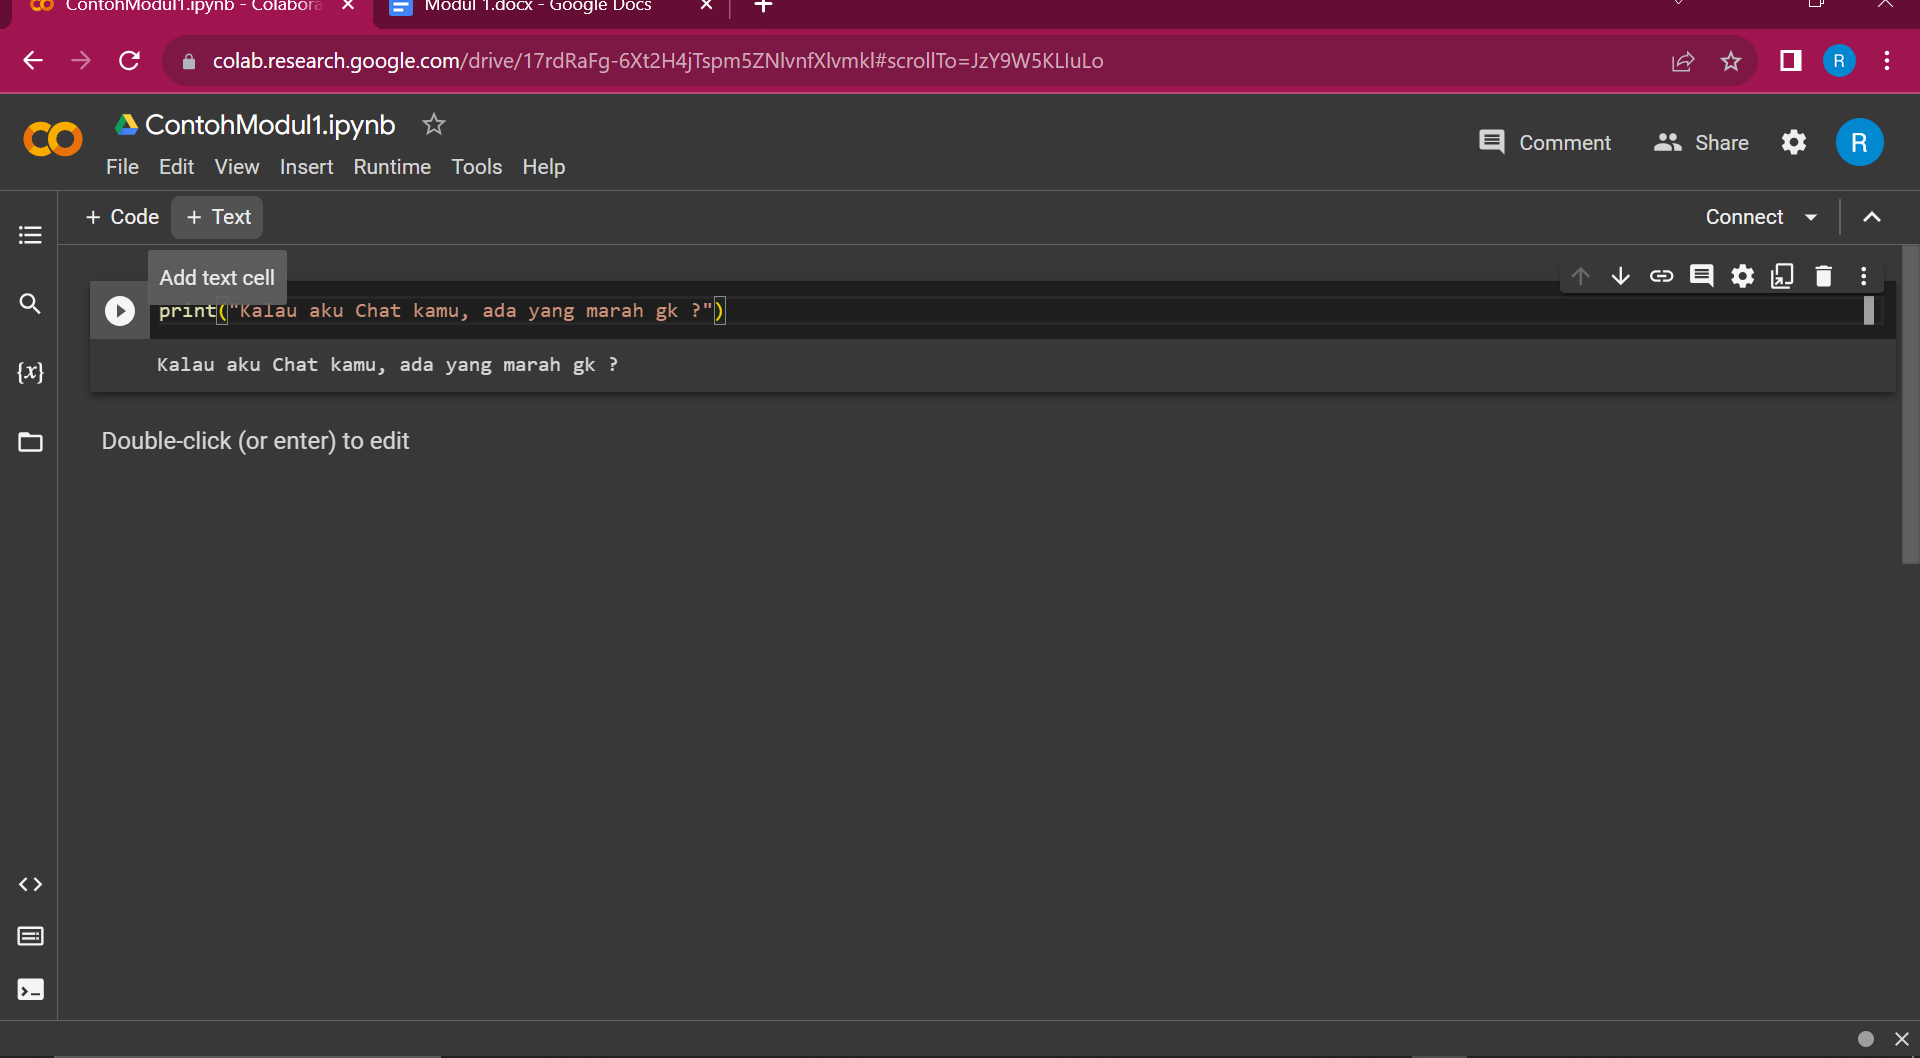 ContohModul1.ipynb - Colabora
Modul 1.docx - Google Docs
colab.research.google.com/drive/17rdRaFg-6Xt2H4jTspm5ZNlvnfXlvmkl#scrollTo=JzY9W5KLluLo
R
ContohModul1.ipynb
File Edit View Insert Runtime Tools Help
Comment
Share
R
+ Code + Text
Connect
Add text cell
print("Kalau aku Chat kamu, ada yang marah gk ?")
Kalau aku Chat kamu, ada yang marah gk ?
{x}
Double-click (or enter) to edit